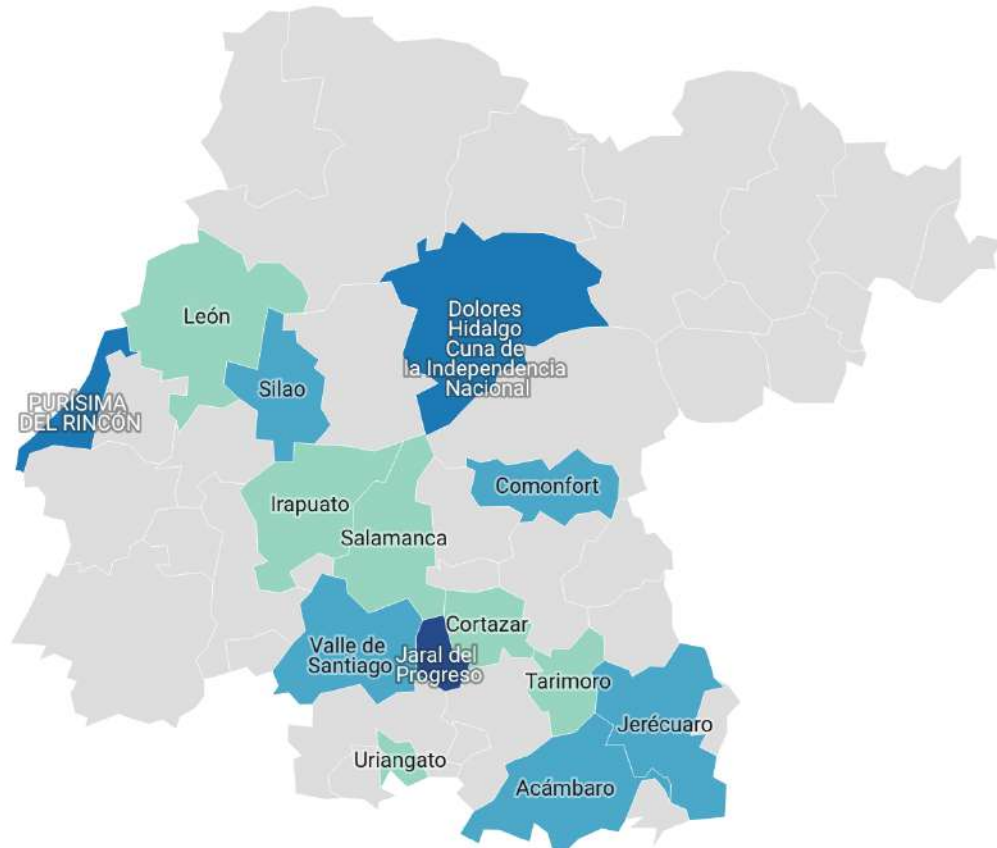 Dolores
Hidalgo
Cuna de
la Independencia
Nacional
León
Silao
PURÍSIMA
DEL RINCÓN
Comonfort
Irapuato
Salamanca
Cortazar
Valle de
Santiago
Jaral del
Progreso
Tarimoro
Jerécuaro
Uriangato
Acámbaro